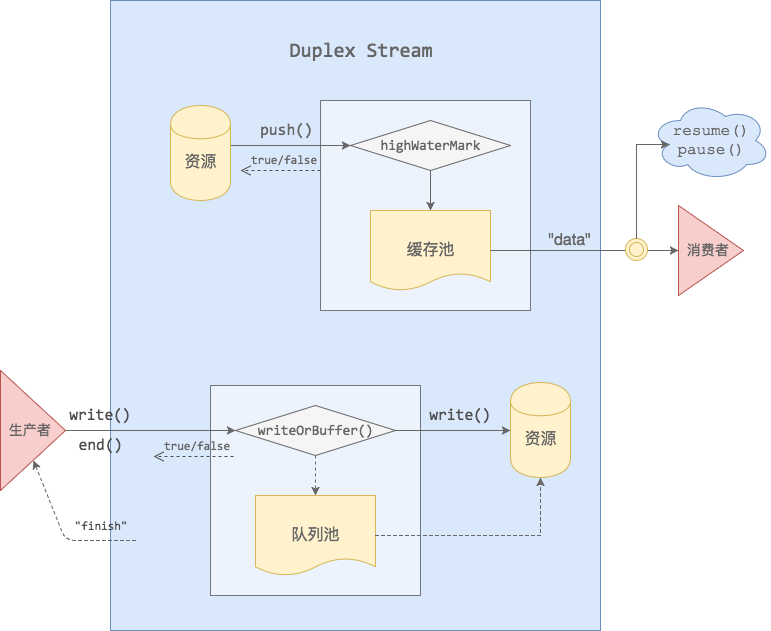 Duplex Stream
资源
push()
true/false
highWaterMark
缓存池
"data"
resume()
pause()
消费者
生产者
write()
end()
true/false
writeOrBuffer()
write()
资源
队列池
"finish"